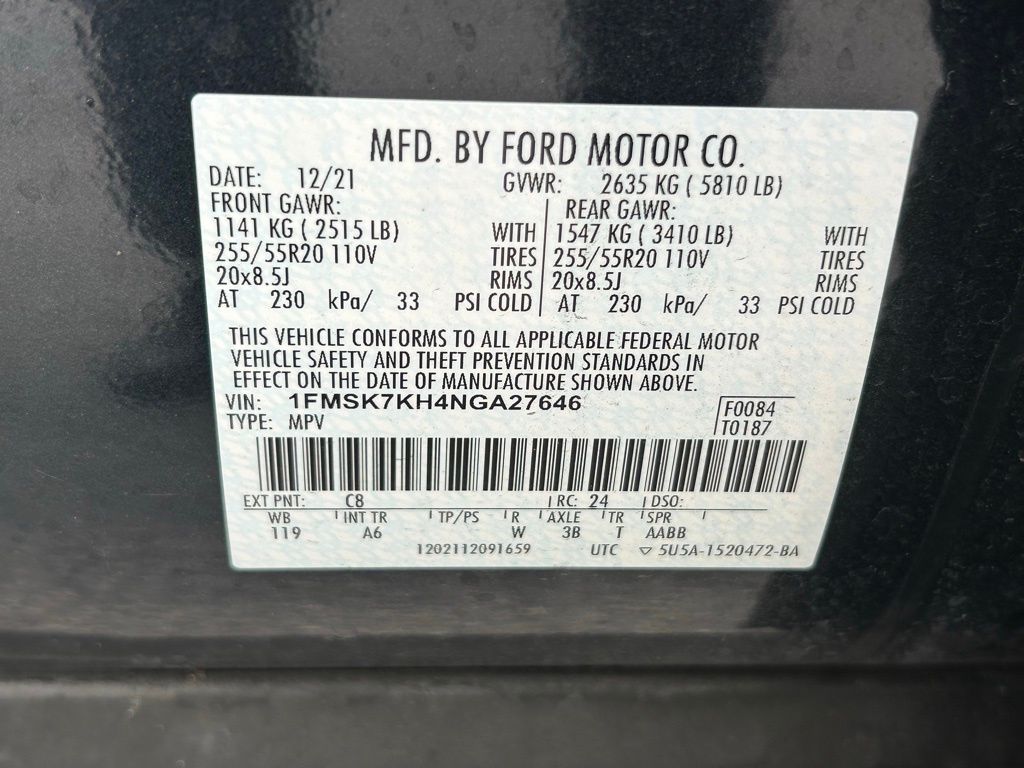 MFD. BY FORD MOTOR CO.
DATE: 12/21 GVWR: 2635 KG ( 5810 LB)
FRONT GAWR: REAR GAWR:
1141 KG ( 2515 LB) WITH 1547 KG ( 3410 LB) WITH
255/55R20 110V TIRES 255/55R20 110V TIRES
20x8.5J RIMS 20x8.5J RIMS
AT 230 kPa/ 33 PSI COLD AT 230 kPa/ 33 PSI COLD
THIS VEHICLE CONFORMS TO ALL APPLICABLE FEDERAL MOTOR
VEHICLE SAFETY AND THEFT PREVENTION STANDARDS IN
EFFECT ON THE DATE OF MANUFACTURE SHOWN ABOVE.
VIN: 1FMSK7KH4NGA27646 F0084
TYPE: MPV T0187
EXT PNT: C8 RC: 24 DSO:
WB INT TR TP/PS R AXLE TR SPR
119 A6 W 3B T AABB
1202112091659 UTC ▽ 5U5A-1520472-BA